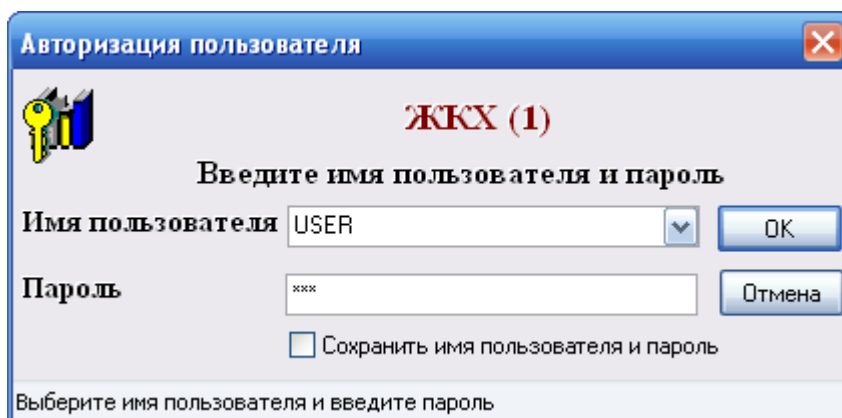 Авторизация пользователя
ЖКХ (1)
Введите имя пользователя и пароль
Имя пользователя USER OK
Пароль *** Отмена
Сохранить имя пользователя и пароль
Выберите имя пользователя и введите пароль